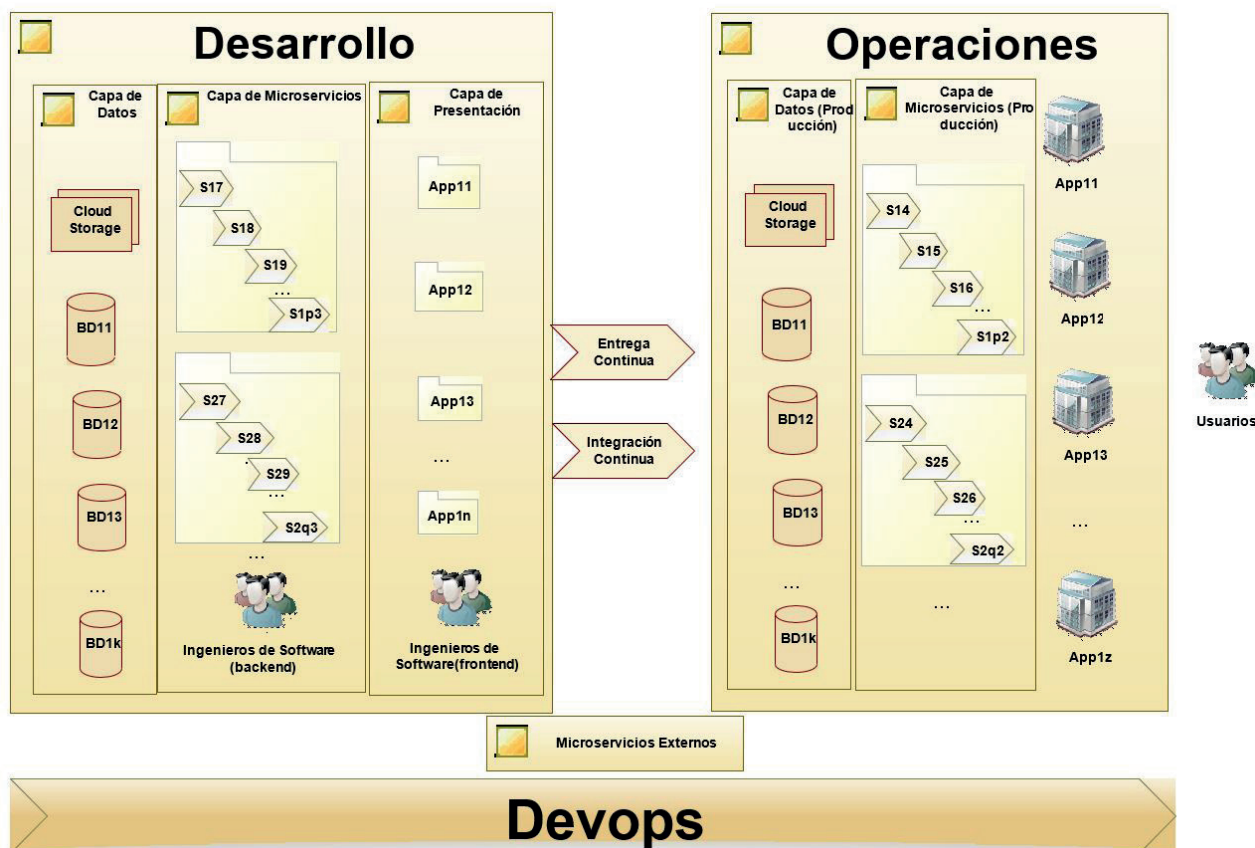 Desarrollo
Capa de
Datos
Cloud
Storage
BD11
BD12
BD13
...
BD1k
Capa de Microservicios
S17
S18
S19
...
S1p3
S27
S28
S29
...
S2q3
...
Ingenieros de Software
(backend)
Capa de
Presentación
App11
App12
App13
...
App1n
Ingenieros de
Software(frontend)
Entrega
Continua
Integración
Continua
Operaciones
Capa de
Datos (Prod
ucción)
Cloud
Storage
BD11
BD12
BD13
...
BD1k
Capa de
Microservicios (Pro
ducción)
S14
S15
S16
...
S1p2
S24
S25
S26
...
S2q2
...
App11
App12
App13
...
App1z
Usuarios
Microservicios Externos
Devops